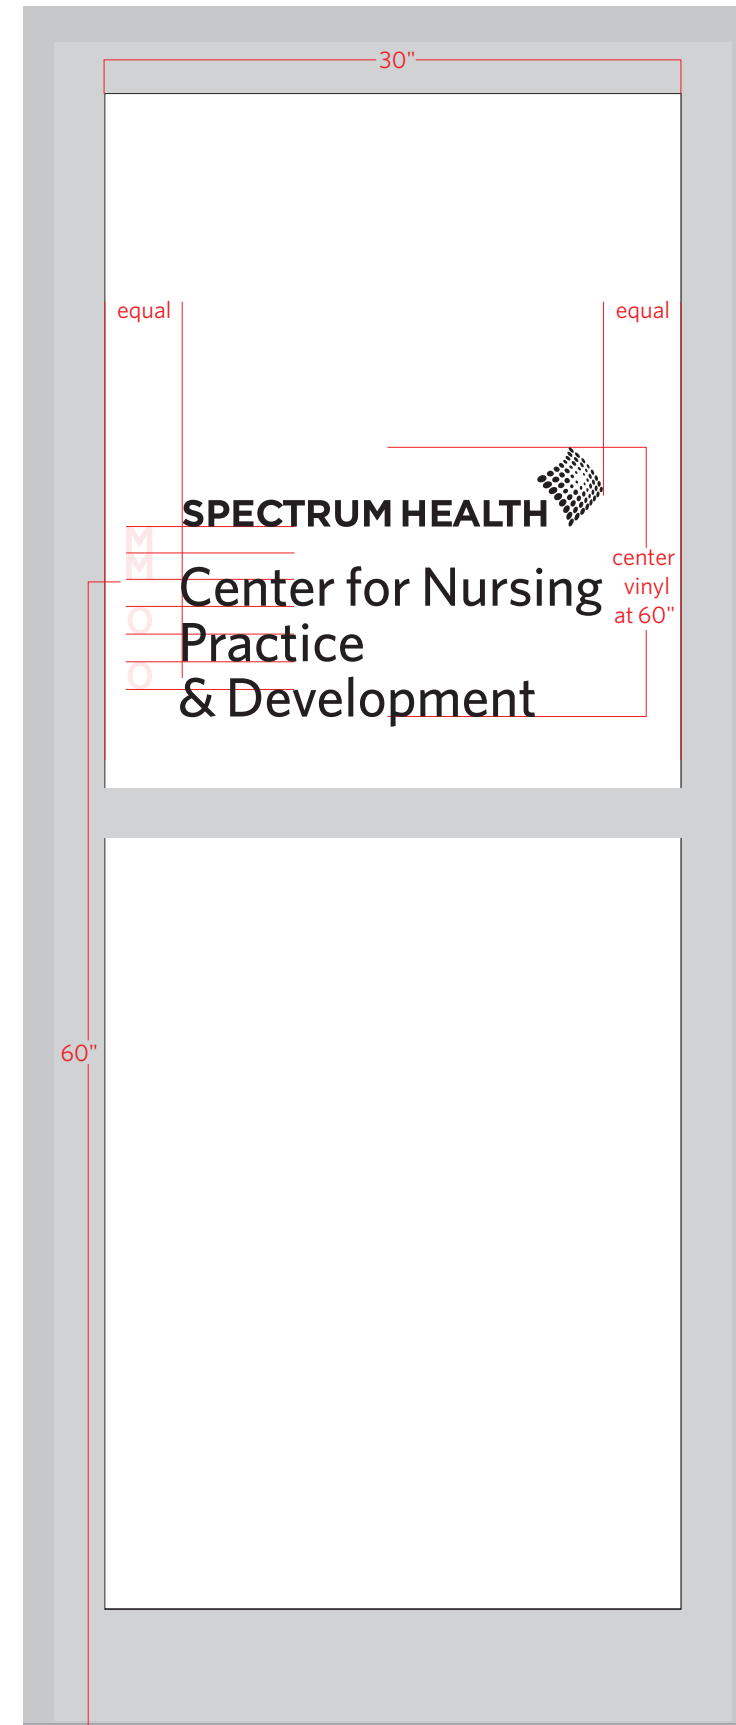 30"
equal
equal
SPECTRUM HEALTH
M
M
O
O
Center for Nursing
Practice
& Development
center
vinyl
at 60"
60"